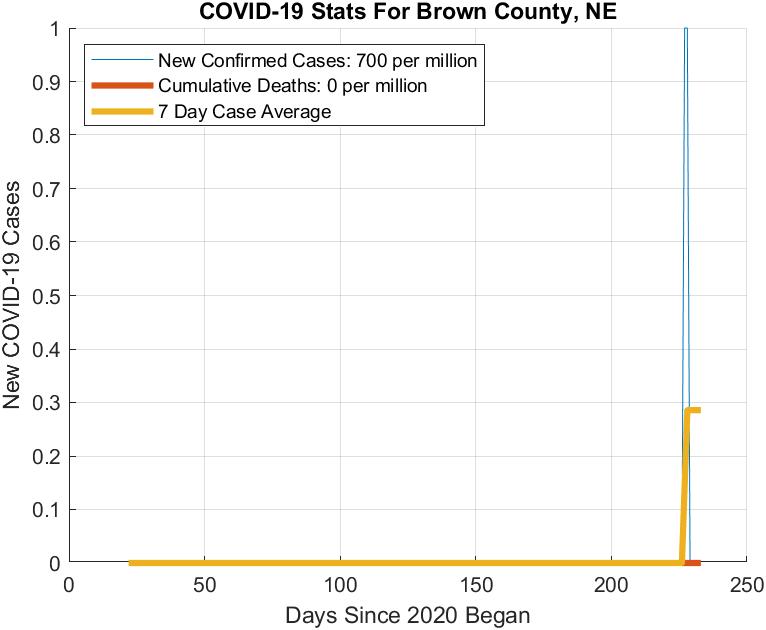 COVID-19 Stats For Brown County, NE
New Confirmed Cases: 700 per million
Cumulative Deaths: 0 per million
7 Day Case Average
New COVID-19 Cases
1
0.9
0.8
0.7
0.6
0.5
0.4
0.3
0.2
0.1
0
0 50 100 150 200 250
Days Since 2020 Began